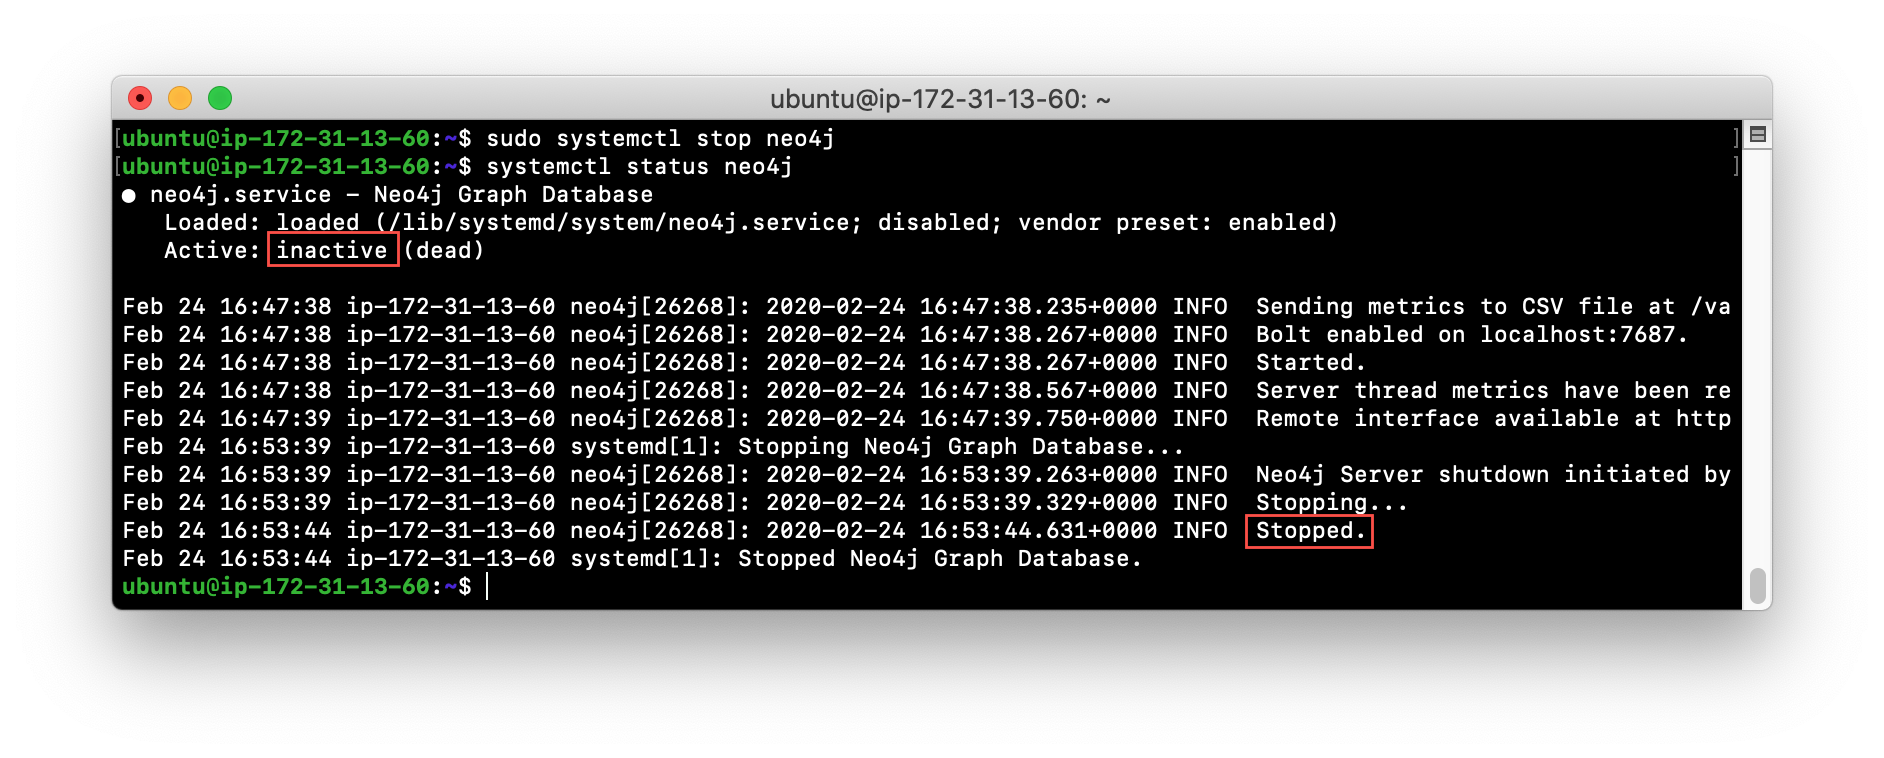 ubuntu@ip-172-31-13-60: ~
[ubuntu@ip-172-31-13-60:~$ sudo systemctl stop neo4j ]
[ubuntu@ip-172-31-13-60:~$ systemctl status neo4j ]
● neo4j.service - Neo4j Graph Database
   Loaded: loaded (/lib/systemd/system/neo4j.service; disabled; vendor preset: enabled)
   Active: inactive (dead)

Feb 24 16:47:38 ip-172-31-13-60 neo4j[26268]: 2020-02-24 16:47:38.235+0000 INFO  Sending metrics to CSV file at /va
Feb 24 16:47:38 ip-172-31-13-60 neo4j[26268]: 2020-02-24 16:47:38.267+0000 INFO  Bolt enabled on localhost:7687.
Feb 24 16:47:38 ip-172-31-13-60 neo4j[26268]: 2020-02-24 16:47:38.267+0000 INFO  Started.
Feb 24 16:47:38 ip-172-31-13-60 neo4j[26268]: 2020-02-24 16:47:38.567+0000 INFO  Server thread metrics have been re
Feb 24 16:47:39 ip-172-31-13-60 neo4j[26268]: 2020-02-24 16:47:39.750+0000 INFO  Remote interface available at http
Feb 24 16:53:39 ip-172-31-13-60 systemd[1]: Stopping Neo4j Graph Database...
Feb 24 16:53:39 ip-172-31-13-60 neo4j[26268]: 2020-02-24 16:53:39.263+0000 INFO  Neo4j Server shutdown initiated by
Feb 24 16:53:39 ip-172-31-13-60 neo4j[26268]: 2020-02-24 16:53:39.329+0000 INFO  Stopping...
Feb 24 16:53:44 ip-172-31-13-60 neo4j[26268]: 2020-02-24 16:53:44.631+0000 INFO  Stopped.
Feb 24 16:53:44 ip-172-31-13-60 systemd[1]: Stopped Neo4j Graph Database.
ubuntu@ip-172-31-13-60:~$